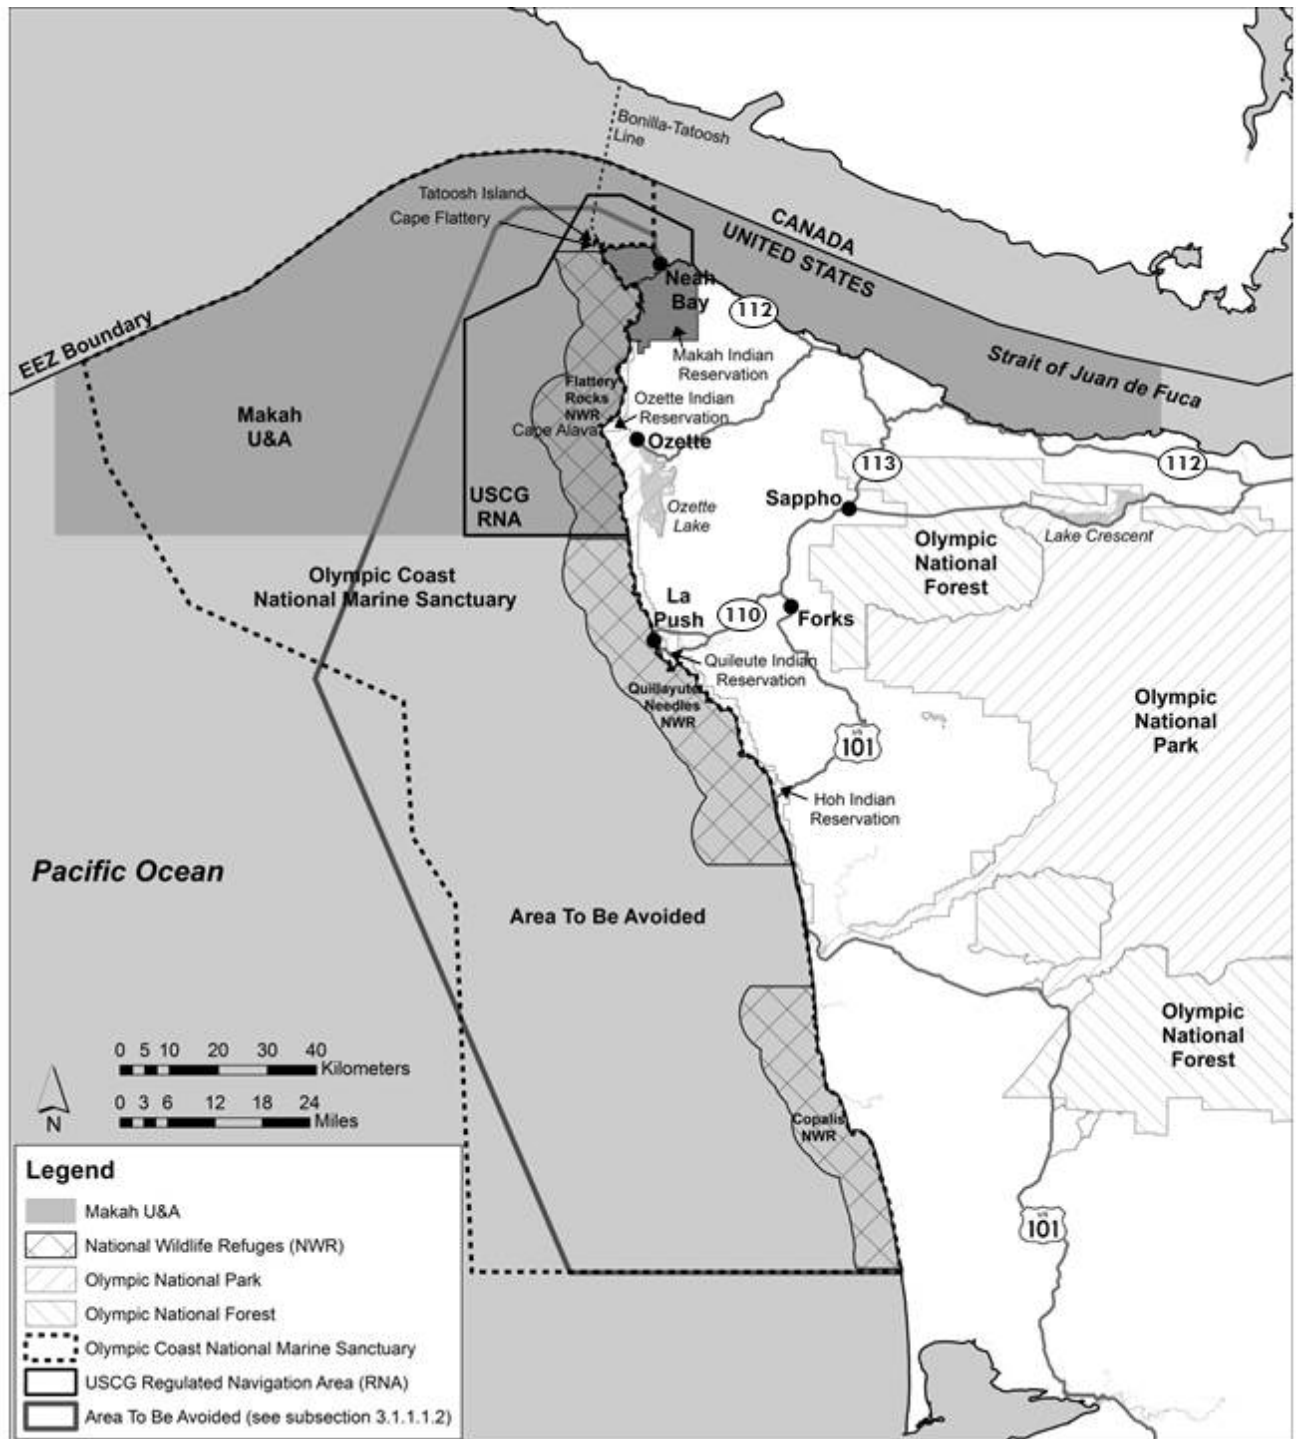 Bonilla-Tatoosh
Line
Tatoosh Island
Cape Flattery
CANADA
UNITED STATES
Neah
Bay
112
EEZ Boundary
Makah Indian
Reservation
Strait of Juan de Fuca
Makah
U&A
Flattery
Rocks
NWR
Ozette Indian
Reservation
Cape Alava
Ozette
113
112
USCG
RNA
Sappho
Ozette
Lake
Lake Crescent
Olympic
National
Forest
Olympic Coast
National Marine Sanctuary
La
Push
110
Forks
Quileute Indian
Reservation
Quillayute
Needles
NWR
Olympic
National
Park
US
101
Hoh Indian
Reservation
Pacific Ocean
Area To Be Avoided
Olympic
National
Forest
0 5 10 20 30 40
Kilometers
0 3 6 12 18 24
Miles
N
Copalis
NWR
US
101
Legend
Makah U&A
National Wildlife Refuges (NWR)
Olympic National Park
Olympic National Forest
Olympic Coast National Marine Sanctuary
USCG Regulated Navigation Area (RNA)
Area To Be Avoided (see subsection 3.1.1.1.2)